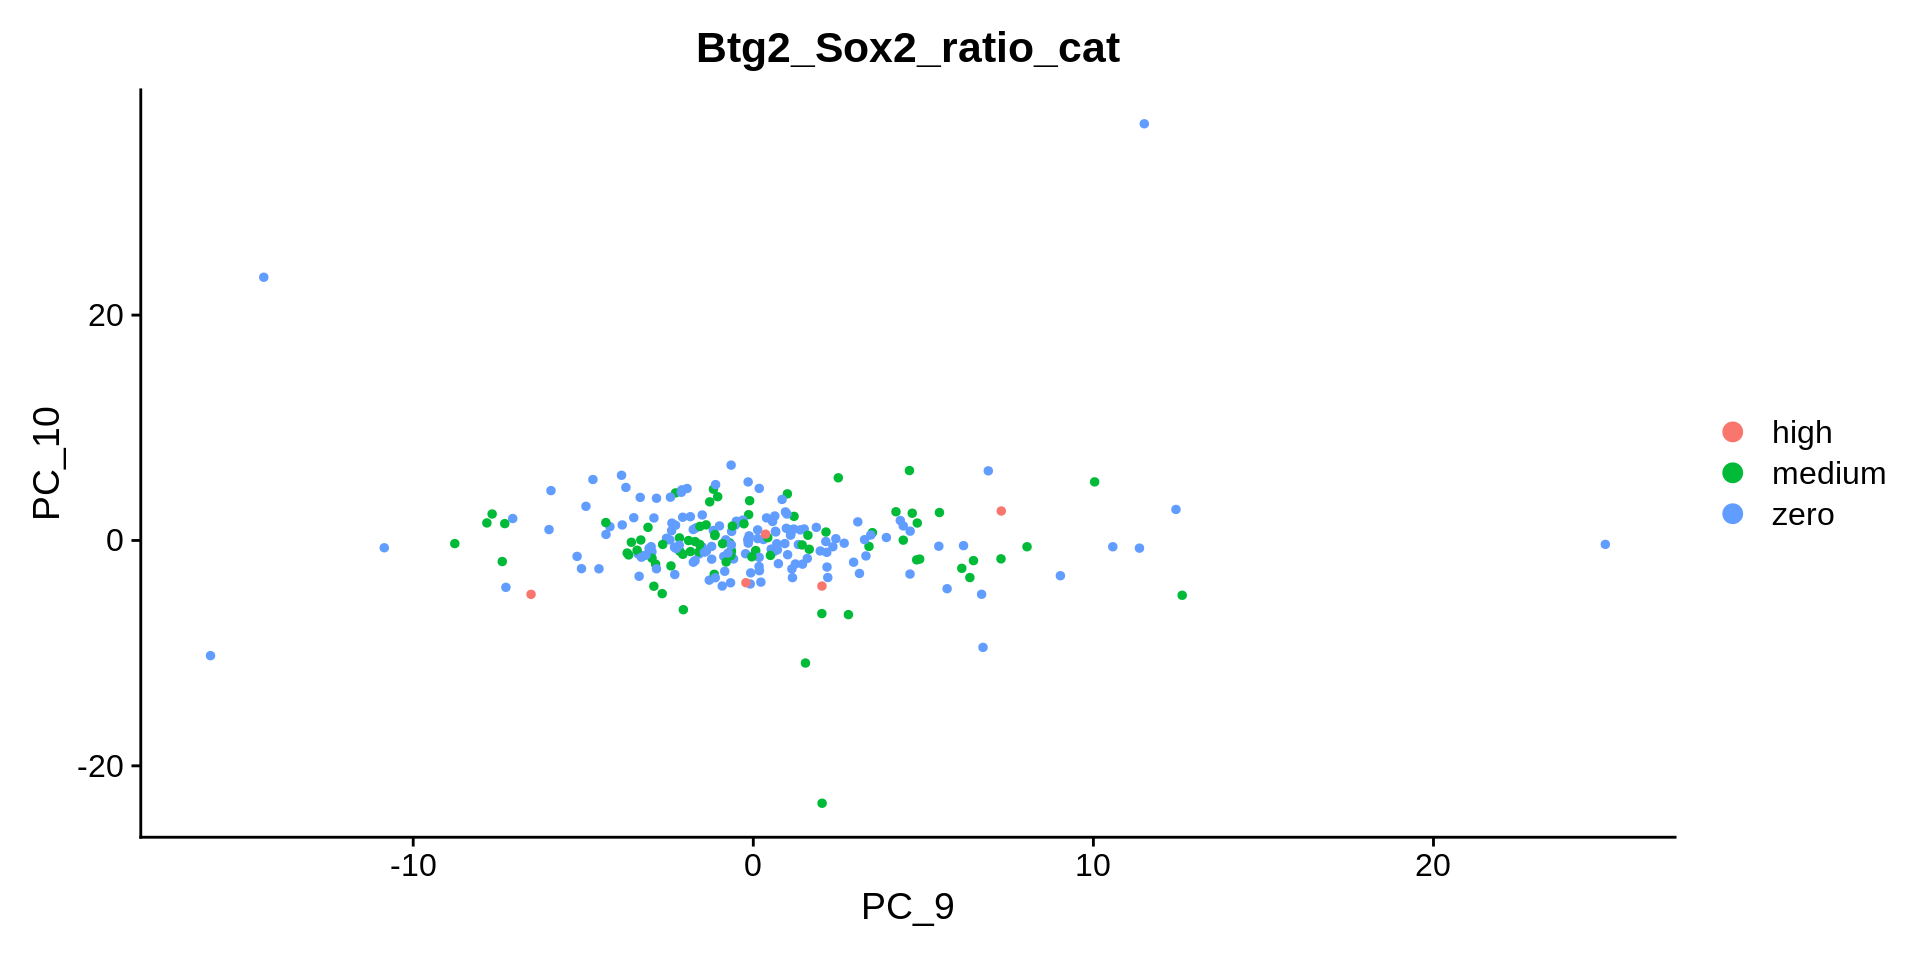 Btg2_Sox2_ratio_cat
PC_10
20
0
-20
-10
0
10
20
PC_9
high
medium
zero